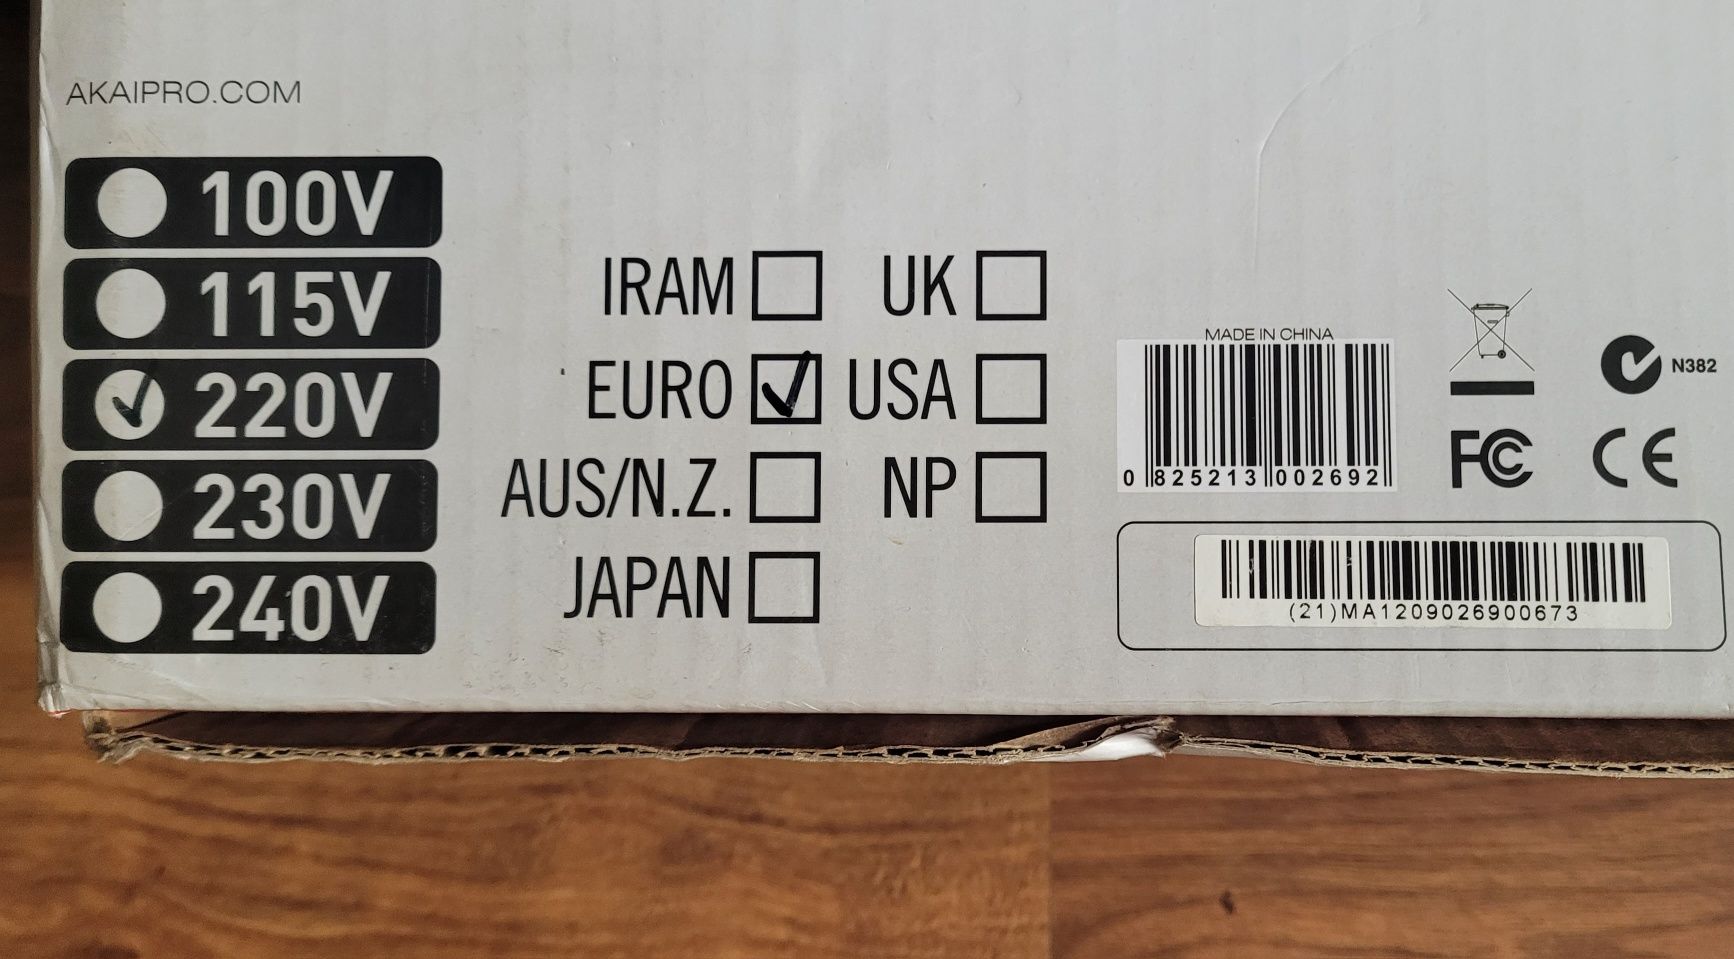 AKAIPRO.COM
100V
115V
220V
230V
240V
IRAM
EURO
AUS/N.Z.
JAPAN
UK
USA
NP
MADE IN CHINA
0 825213 002692
N382
FC
CE
(21)MA1209026900673